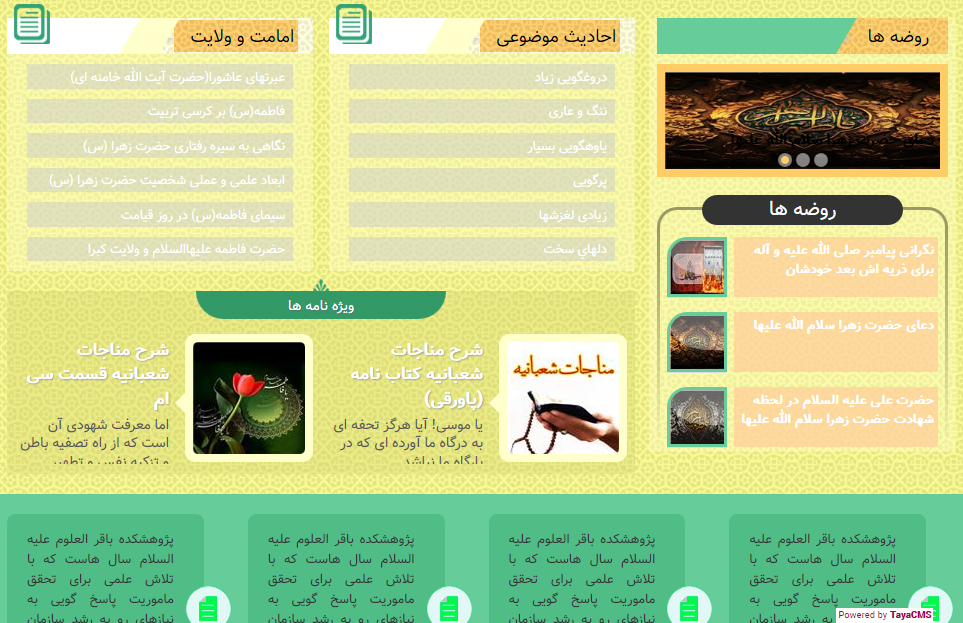 روضه ها
احادیث موضوعی
امامت و ولایت
دروغگویی زیاد
ننگ و عاری
یاوهگویی بسیار
پرگویی
زیادی لغزشها
دلهاي سخت
عبرتهای عاشورا(حضرت آیت الله خامنه ای)
فاطمه(س) بر کرسی تربیت
نگاهی به سیره رفتاری حضرت زهرا (س)
ابعاد علمی و عملی شخصیت حضرت زهرا (س)
سیمای فاطمه(س) در روز قیامت
حضرت فاطمه علیهاالسلام و ولایت کبرا
روضه ها
نگرانی پیامبر صلی الله علیه و آله
برای ذریه اش بعد خودشان
دعای حضرت زهرا سلام الله علیها
حضرت علی علیه السلام در لحظه
شهادت حضرت زهرا سلام الله علیها
ویژه نامه ها
مناجات شعبانیه
شرح مناجات
شعبانیه کتاب نامه
(پاورقی)
یا موسی! آیا هرگز تحفه ای
به درگاه ما آورده ای که در
بارگاه ما نباشد
شرح مناجات
شعبانیه قسمت سی
ام
اما معرفت شهودی آن
است که از راه تصفیه باطن
و تزکیه نفس و تطهیر
پژوهشکده باقر العلوم علیه
السلام سال هاست که با
تلاش علمی برای تحقق
ماموریت پاسخ گویی به
نیازهای رو به رشد سازمان
پژوهشکده باقر العلوم علیه
السلام سال هاست که با
تلاش علمی برای تحقق
ماموریت پاسخ گویی به
نیازهای رو به رشد سازمان
پژوهشکده باقر العلوم علیه
السلام سال هاست که با
تلاش علمی برای تحقق
ماموریت پاسخ گویی به
نیازهای رو به رشد سازمان
پژوهشکده باقر العلوم علیه
السلام سال هاست که با
تلاش علمی برای تحقق
ماموریت پاسخ گویی به
نیازهای رو به رشد سازمان
Powered by TayaCMS